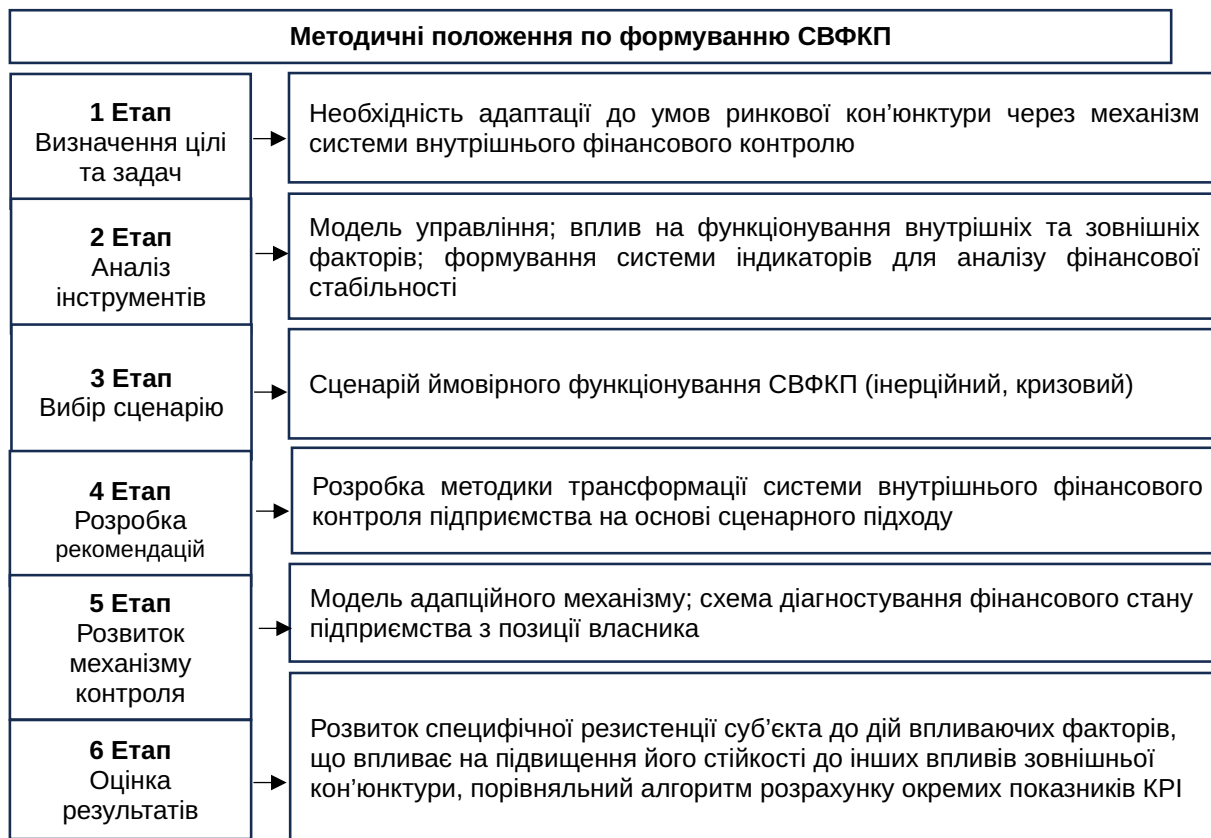 Методичні положення по формуванню СВФКП
1 Етап
Визначення цілі
та задач
Необхідність адаптації до умов ринкової кон’юнктури через механізм
системи внутрішнього фінансового контролю
2 Етап
Аналіз
інструментів
Модель управління; вплив на функціонування внутрішніх та зовнішніх
факторів; формування системи індикаторів для аналізу фінансової
стабільності
3 Етап
Вибір сценарію
Сценарій ймовірного функціонування СВФКП (інерційний, кризовий)
4 Етап
Розробка
рекомендацій
Розробка методики трансформації системи внутрішнього фінансового
контроля підприємства на основі сценарного підходу
5 Етап
Розвиток
механізму
контроля
Модель адапційного механізму; схема діагностування фінансового стану
підприємства з позиції власника
6 Етап
Оцінка
результатів
Розвиток специфічної резистенції суб’єкта до дій впливаючих факторів,
що впливає на підвищення його стійкості до інших впливів зовнішньої
кон’юнктури, порівняльний алгоритм розрахунку окремих показників КРІ